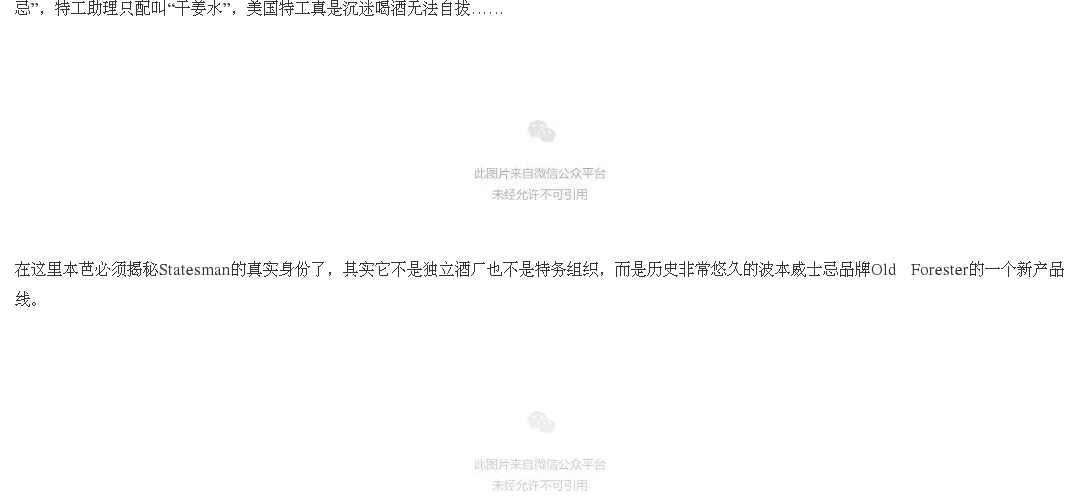 忌”，特工助理只配叫“干姜水”，美国特工真是沉迷喝酒无法自拔……
此图片来自微信公众平台
未经允许不可引用
在这里本芭必须揭秘Statesman的真实身份了，其实它不是独立酒厂也不是特务组织，而是历史非常悠久的波本威士忌品牌Old Forester的一个新产品
线。
此图片来自微信公众平台
未经允许不可引用